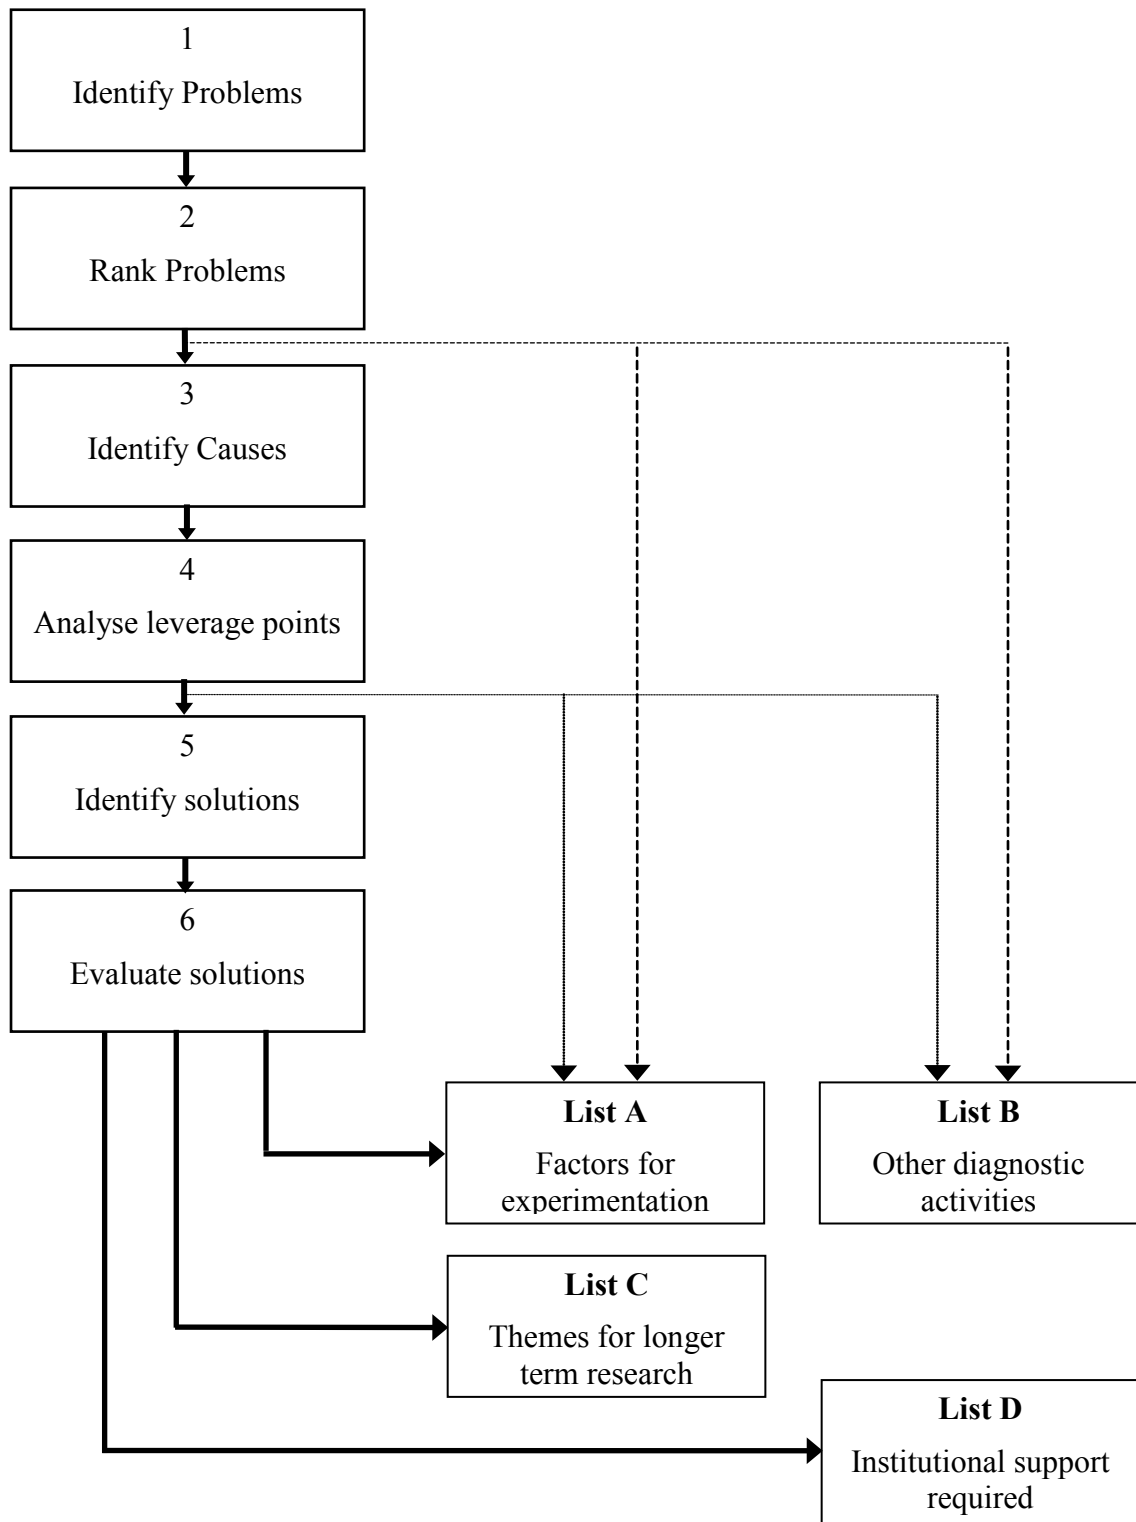 1
Identify Problems
2
Rank Problems
3
Identify Causes
4
Analyse leverage points
5
Identify solutions
6
Evaluate solutions
List A
Factors for
experimentation
List B
Other diagnostic
activities
List C
Themes for longer
term research
List D
Institutional support
required